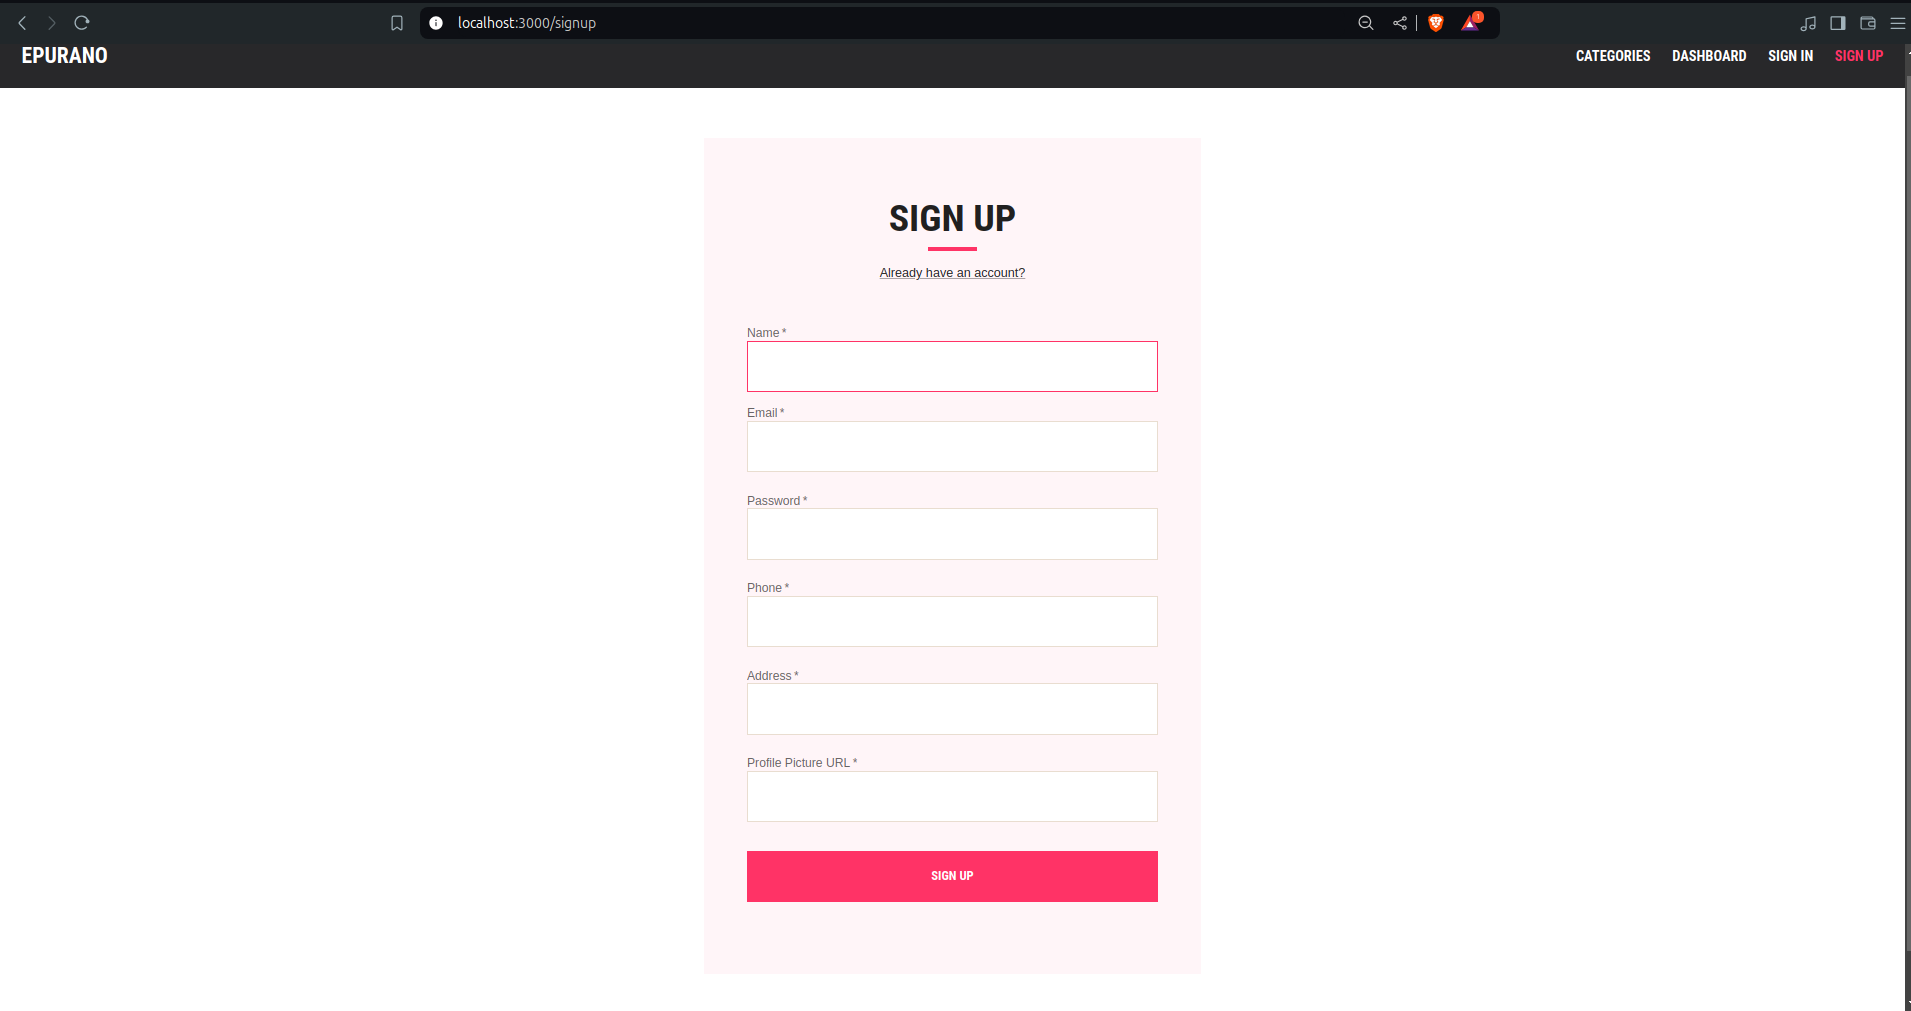 localhost:3000/signup
1
EPURANO
CATEGORIES DASHBOARD SIGN IN SIGN UP
SIGN UP
Already have an account?
Name *
Email *
Password *
Phone *
Address *
Profile Picture URL *
SIGN UP